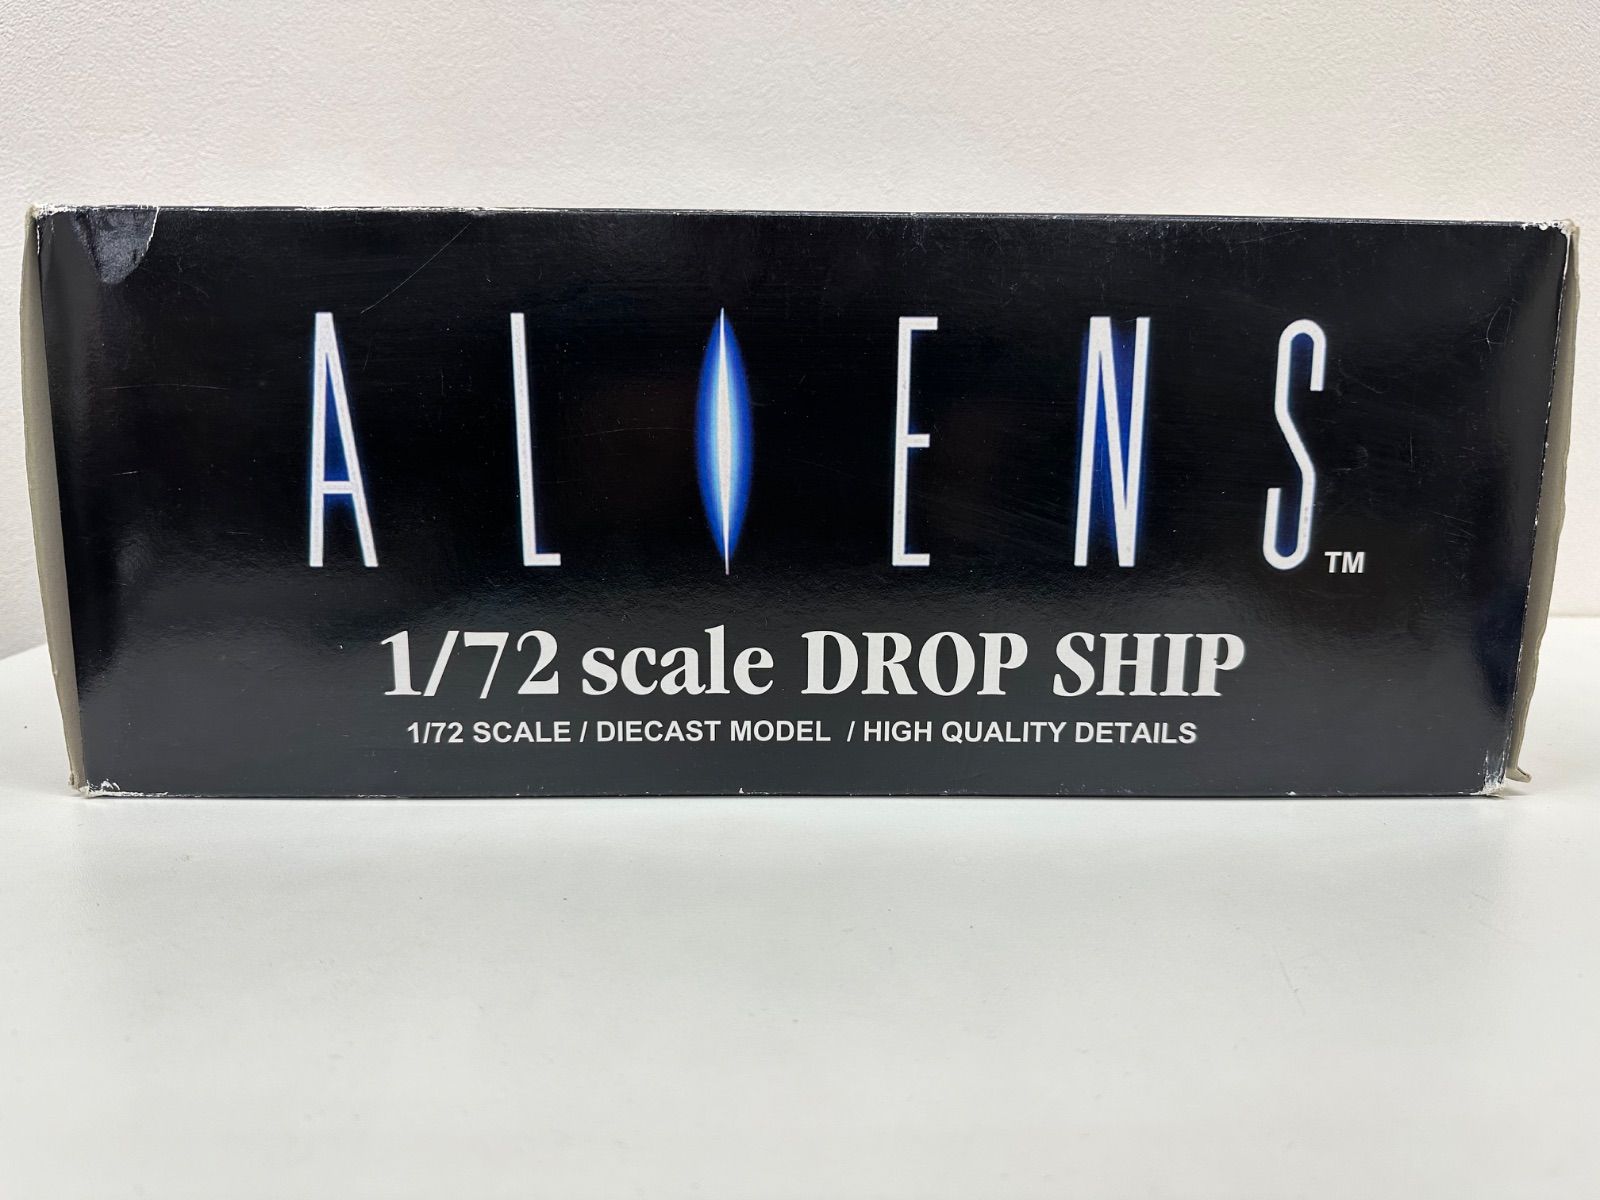 ALIENS™
1/72 scale DROP SHIP
1/72 SCALE / DIECAST MODEL / HIGH QUALITY DETAILS